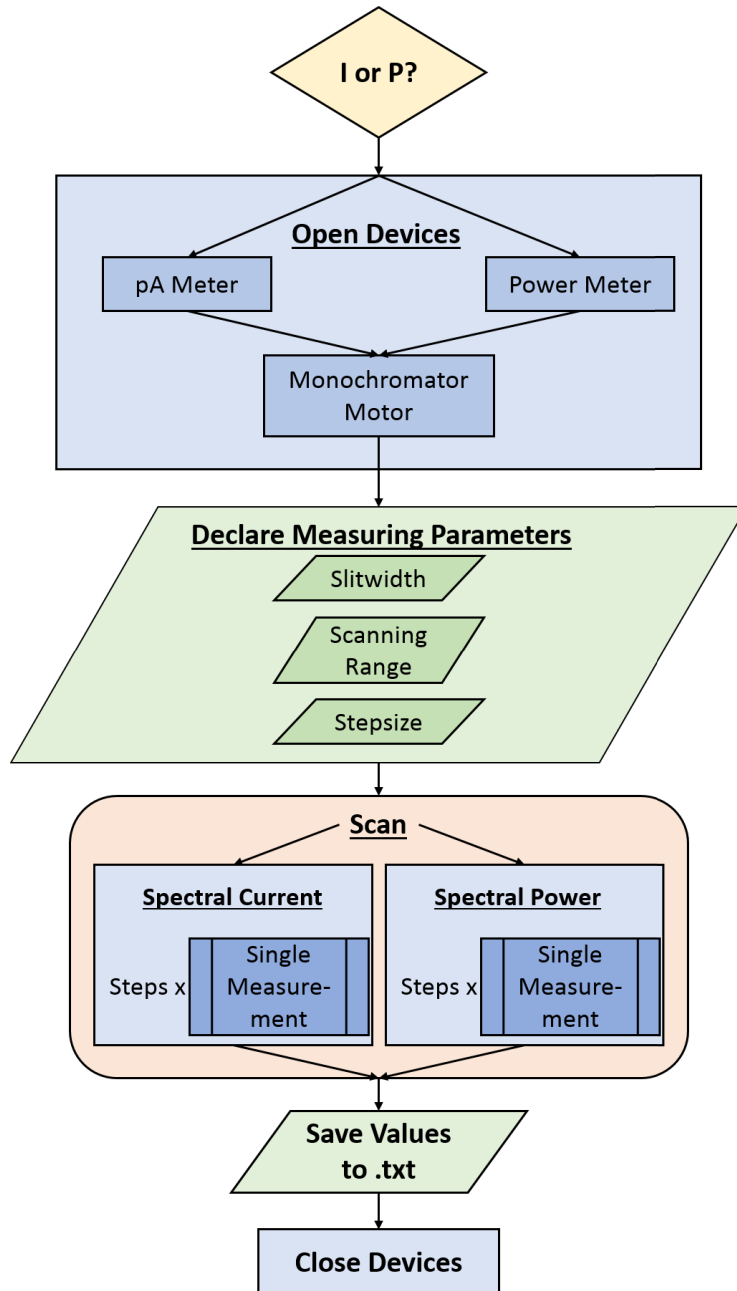 I or P?
Open Devices
pA Meter
Power Meter
Monochromator
Motor
Declare Measuring Parameters
Slitwidth
Scanning
Range
Stepsize
Scan
Spectral Current
Steps x
Single
Measure-
ment
Spectral Power
Steps x
Single
Measure-
ment
Save Values
to .txt
Close Devices